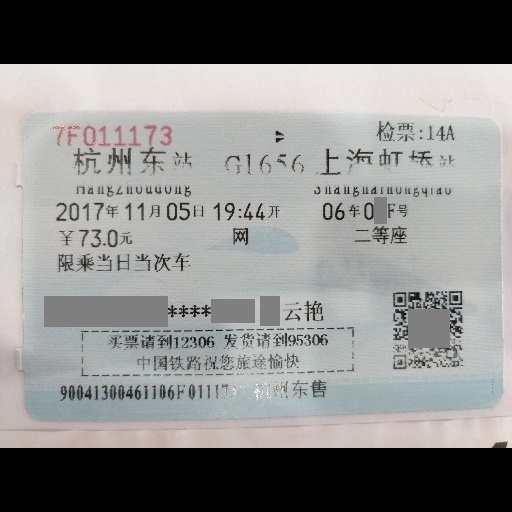 7F011173
检票:14A
杭州东站 G1656 上海虹桥站
Hangzhoudong Shanghaihongqiao
2017年11月05日 19:44开 06车0 F号
￥73.0元 网 二等座
限乘当日当次车
**** 云艳
买票请到12306 发货请到95306
中国铁路祝您旅途愉快
90041300461106F01117 杭州东售